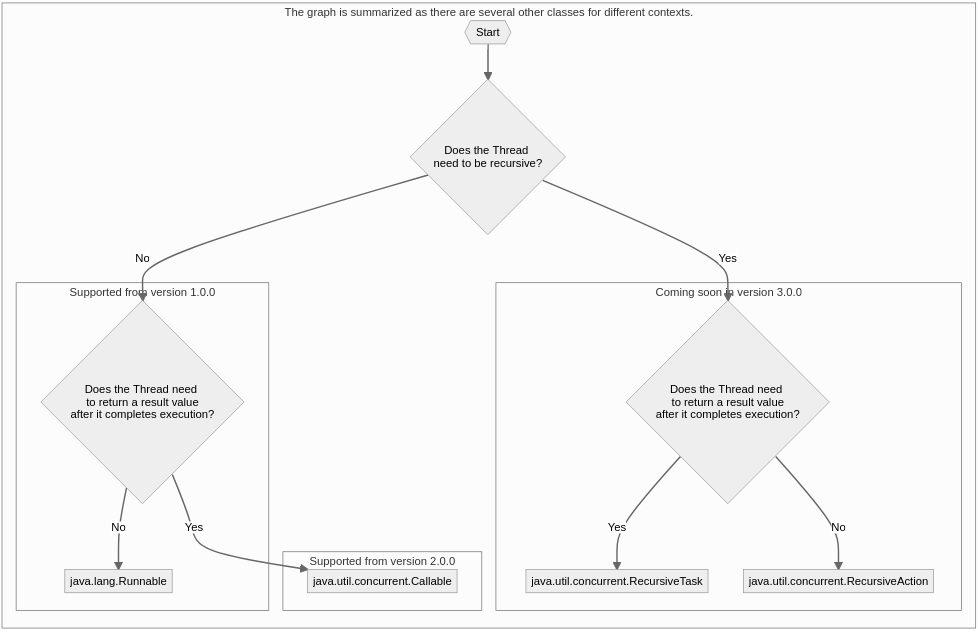 The graph is summarized as there are several other classes for different contexts.
Start
Does the Thread
need to be recursive?
No
Yes
Supported from version 1.0.0
Coming soon in version 3.0.0
Does the Thread need
to return a result value
after it completes execution?
Does the Thread need
to return a result value
after it completes execution?
No
Yes
Yes
No
Supported from version 2.0.0
java.lang.Runnable
java.util.concurrent.Callable
java.util.concurrent.RecursiveTask
java.util.concurrent.RecursiveAction